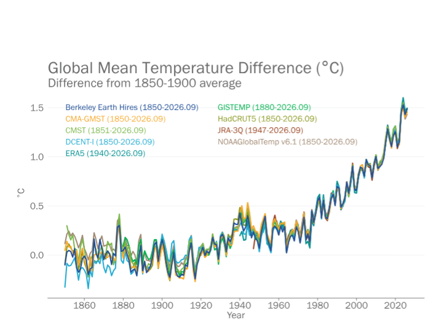 Global Mean Temperature Difference (°C)
Difference from 1850-1900 average
Berkeley Earth Hires (1850-2026.09)
CMA-GMST (1850-2026.09)
CMST (1850-2026.09)
DCENT-I (1850-2026.09)
ERA5 (1940-2026.09)
GISTEMP (1880-2026.09)
HadCRUT5 (1850-2026.09)
JRA-3Q (1947-2026.09)
NOAAGlobalTemp v6.1 (1850-2026.09)
°C
1.5
1.0
0.5
0.0
1860 1880 1900 1920 1940 1960 1980 2000 2020
Year